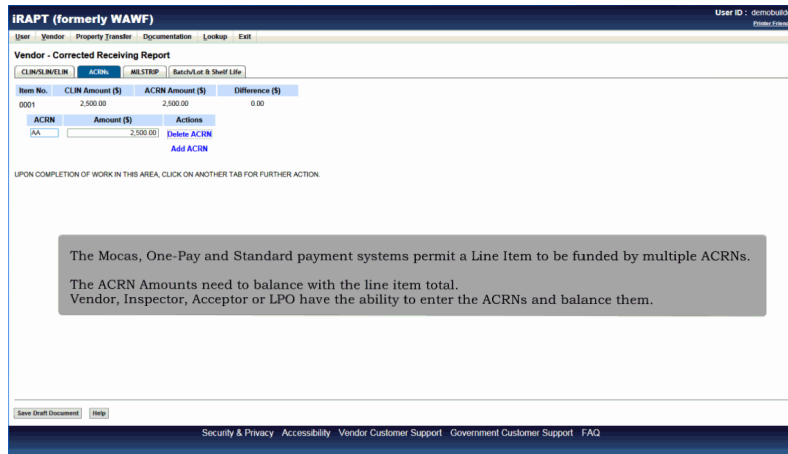 iRAPT (formerly WAWF)
User ID : demobuild
Printer Frien
User Vendor Property Transfer Documentation Lookup Exit
Vendor - Corrected Receiving Report
CLIN/SLIN/ELIN ACRNs MILSTRIP Batch/Lot & Shelf Life
Item No. CLIN Amount ($) ACRN Amount ($) Difference ($)
0001 2,500.00 2,500.00 0.00
ACRN Amount ($) Actions
AA 2,500.00 Delete ACRN
Add ACRN
UPON COMPLETION OF WORK IN THIS AREA, CLICK ON ANOTHER TAB FOR FURTHER ACTION.
The Mocas, One-Pay and Standard payment systems permit a Line Item to be funded by multiple ACRNs.
The ACRN Amounts need to balance with the line item total.
Vendor, Inspector, Acceptor or LPO have the ability to enter the ACRNs and balance them.
Save Draft Document Help
Security & Privacy Accessibility Vendor Customer Support Government Customer Support FAQ